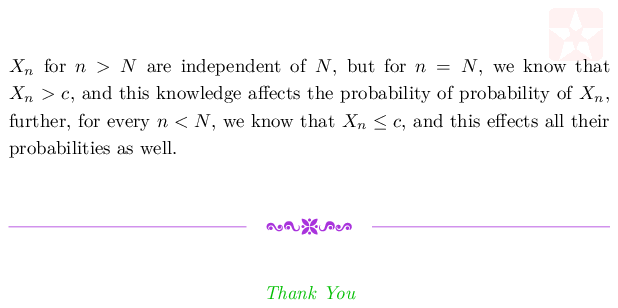 X_n for n > N are independent of N, but for n = N, we know that
X_n > c, and this knowledge affects the probability of probability of X_n,
further, for every n < N, we know that X_n ≤ c, and this effects all their
probabilities as well.
Thank You